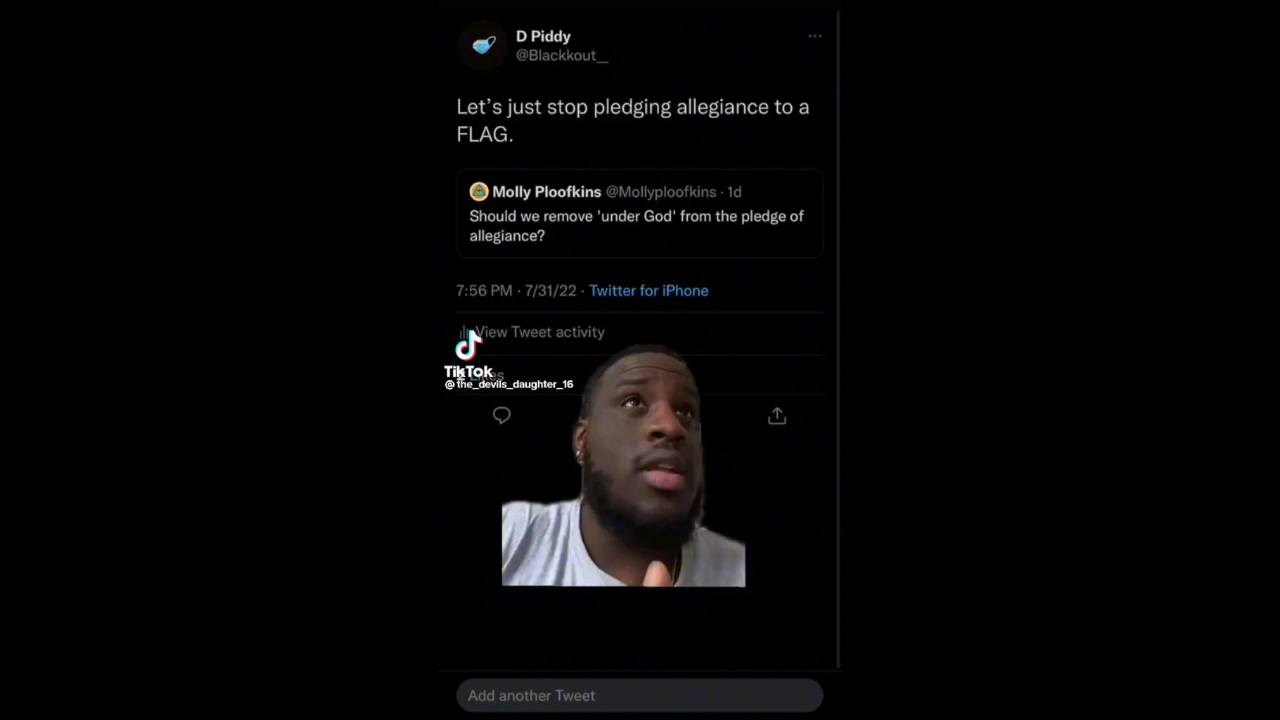 D Piddy
@Blackkout__
Let's just stop pledging allegiance to a
FLAG.
Molly Ploofkins @Mollyploofkins · 1d
Should we remove 'under God' from the pledge of
allegiance?
7:56 PM · 7/31/22 · Twitter for iPhone
View Tweet activity
TikTok
@the_devils_daughter_16
Add another Tweet